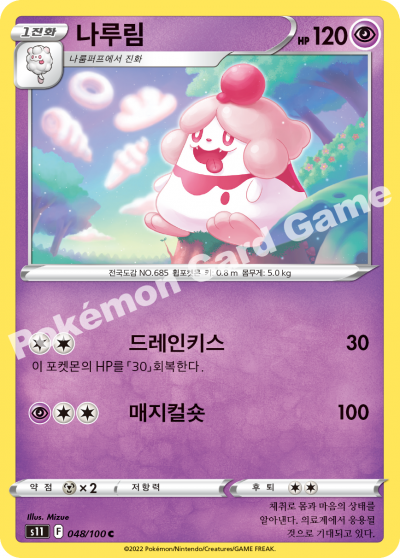 1진화
나루림
HP 120
나룸퍼프에서 진화
전국도감 NO.685 휩포켓몬 키: 0.8 m 몸무게: 5.0 kg
Pokémon Card Game
드레인키스 30
이 포켓몬의 HP를 「30」회복한다.
매지컬숏 100
약점 ×2 저항력 후퇴
Illus. Mizue
s11 F 048/100 C
체취로 몸과 마음의 상태를
알아낸다. 의료계에서 응용될
것으로 기대되고 있다.
©2022 Pokémon/Nintendo/Creatures/GAME FREAK.